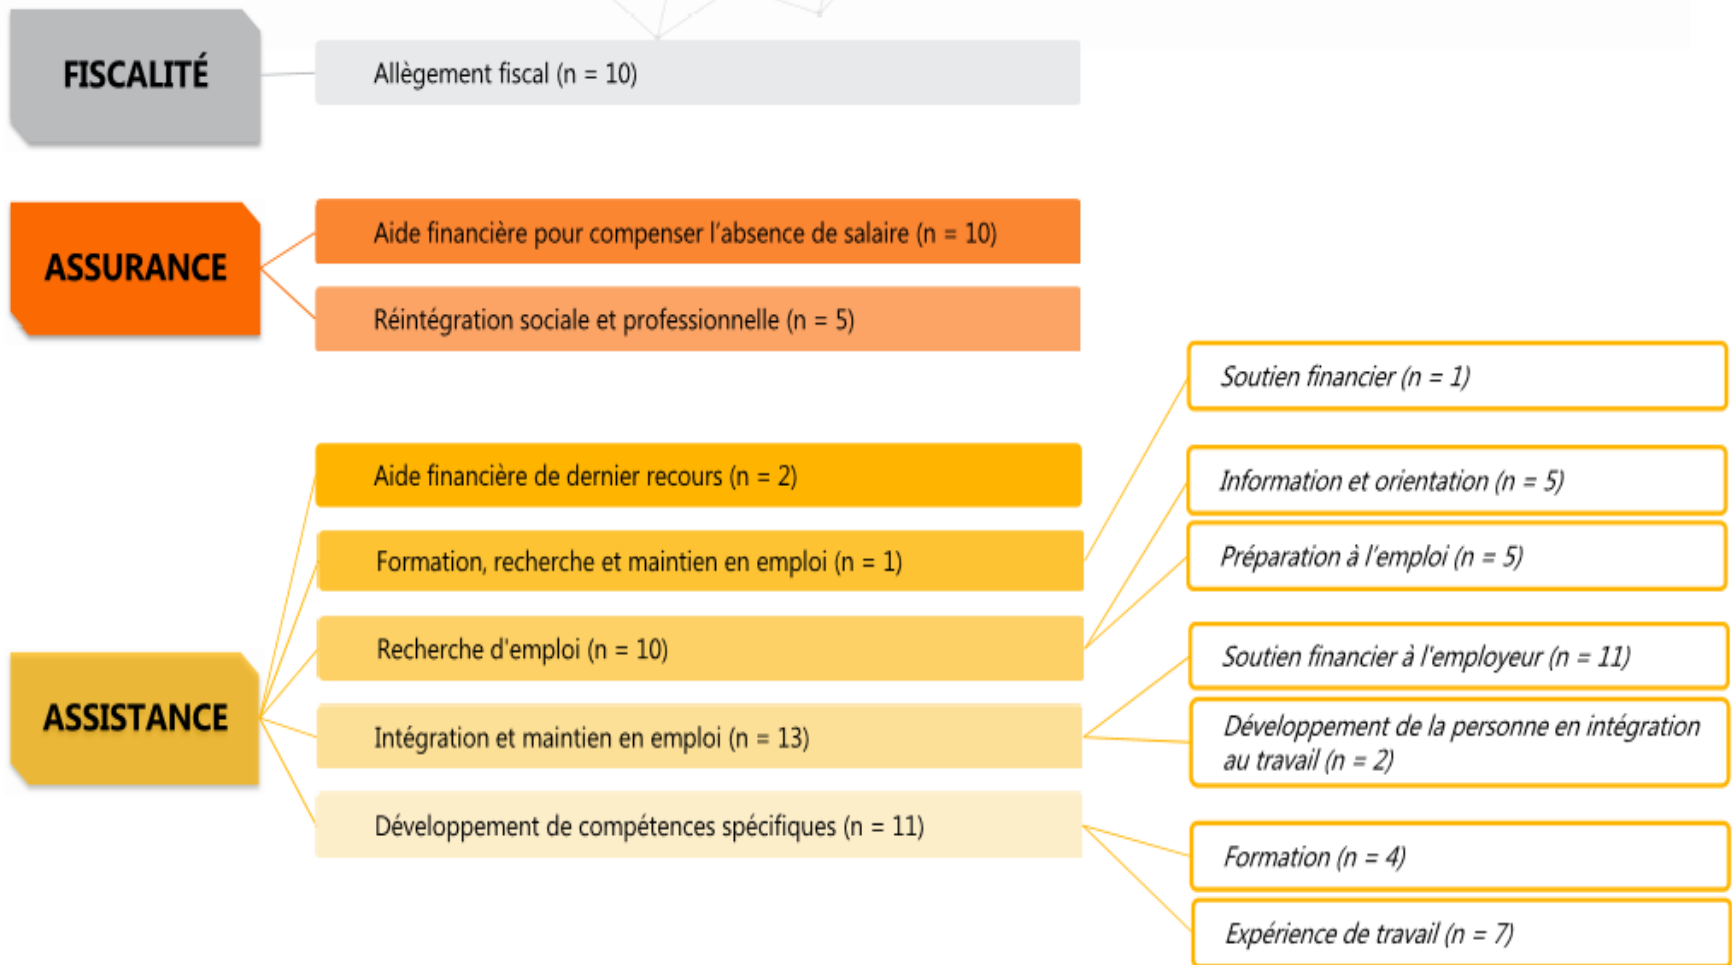 FISCALITÉ
Allègement fiscal (n = 10)
ASSURANCE
Aide financière pour compenser l’absence de salaire (n = 10)
Réintégration sociale et professionnelle (n = 5)
ASSISTANCE
Aide financière de dernier recours (n = 2)
Formation, recherche et maintien en emploi (n = 1)
Recherche d'emploi (n = 10)
Intégration et maintien en emploi (n = 13)
Développement de compétences spécifiques (n = 11)
Soutien financier (n = 1)
Information et orientation (n = 5)
Préparation à l’emploi (n = 5)
Soutien financier à l'employeur (n = 11)
Développement de la personne en intégration
au travail (n = 2)
Formation (n = 4)
Expérience de travail (n = 7)